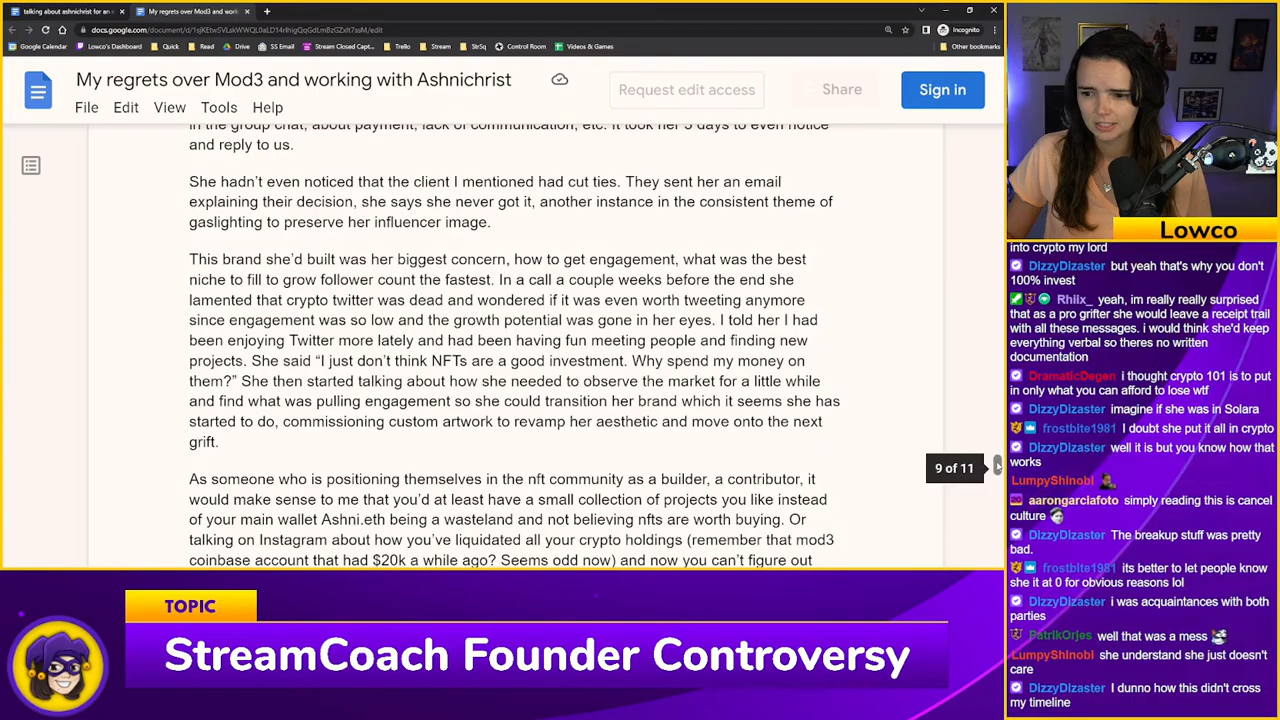 talking about ashnichrist for an
My regrets over Mod3 and work
Incognito
Google Calendar
Lowco's Dashboard
Quick
Read
Drive
SS Email
Stream Closed Capt...
Trello
Stream
StrSq
Control Room
Videos & Games
Other bookmarks
My regrets over Mod3 and working with Ashnichrist
File Edit View Tools Help
Request edit access
Share
Sign in
in the group chat, about payment, lack of communication, etc. It took her 3 days to even notice
and reply to us.
She hadn't even noticed that the client I mentioned had cut ties. They sent her an email
explaining their decision, she says she never got it, another instance in the consistent theme of
gaslighting to preserve her influencer image.
This brand she'd built was her biggest concern, how to get engagement, what was the best
niche to fill to grow follower count the fastest. In a call a couple weeks before the end she
lamented that crypto twitter was dead and wondered if it was even worth tweeting anymore
since engagement was so low and the growth potential was gone in her eyes. I told her I had
been enjoying Twitter more lately and had been having fun meeting people and finding new
projects. She said "I just don't think NFTs are a good investment. Why spend my money on
them?" She then started talking about how she needed to observe the market for a little while
and find what was pulling engagement so she could transition her brand which it seems she has
started to do, commissioning custom artwork to revamp her aesthetic and move onto the next
grift.
As someone who is positioning themselves in the nft community as a builder, a contributor, it
would make sense to me that you'd at least have a small collection of projects you like instead
of your main wallet Ashni.eth being a wasteland and not believing nfts are worth buying. Or
talking on Instagram about how you've liquidated all your crypto holdings (remember that mod3
coinbase account that had $20k a while ago? Seems odd now) and now you can't figure out
9 of 11
Lowco
into crypto my lord
DizzyDizaster but yeah that's why you don't
100% invest
Rhiix_ yeah, im really really surprised
that as a pro grifter she would leave a receipt trail
with all these messages. i would think she'd keep
everything verbal so theres no written
documentation
DramaticDegen i thought crypto 101 is to put
in only what you can afford to lose wtf
DizzyDizaster imagine if she was in Solara
frostbite1981 I doubt she put it all in crypto
DizzyDizaster well it is but you know how that
works
LumpyShinobi
aarongarciafoto simply reading this is cancel
culture
DizzyDizaster The breakup stuff was pretty
bad.
frostbite1981 its better to let people know
she it at 0 for obvious reasons lol
DizzyDizaster i was acquaintances with both
parties
PatrikOrjes well that was a mess
LumpyShinobi she understand she just doesn't
care
DizzyDizaster I dunno how this didn't cross
my timeline
TOPIC
StreamCoach Founder Controversy